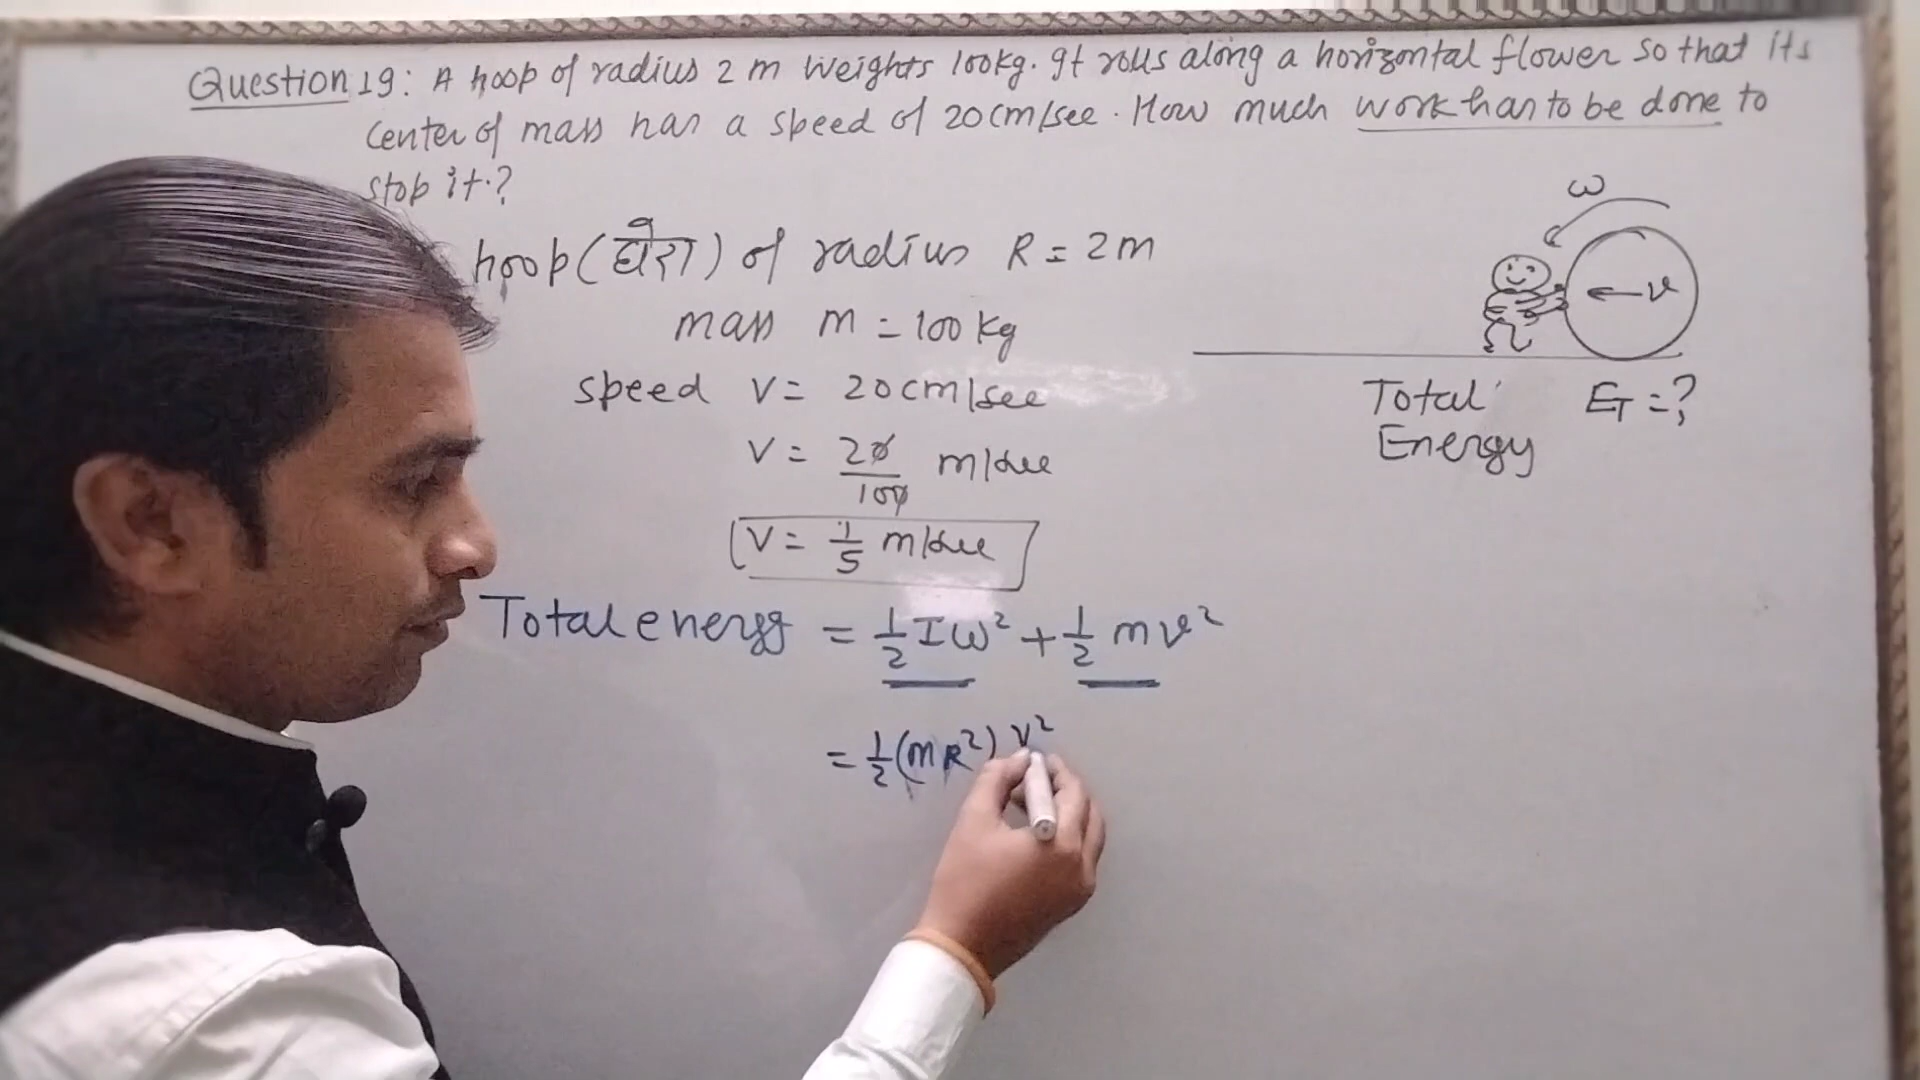 Question 19: A hoop of radius 2 m weights 100kg. It rolls along a horizontal flower so that its
center of mass has a speed of 20cm/sec. How much work has to be done to
stop it.?
hoop (घेरा) of radius R = 2m
mass m = 100 kg
speed V = 20cm/sec
V = 20/100 m/sec
V = 1/5 m/sec
Total energy = 1/2 Iω² + 1/2 mv²
= 1/2 (mR²) V²
ω
← v
Total E_T = ?
Energy